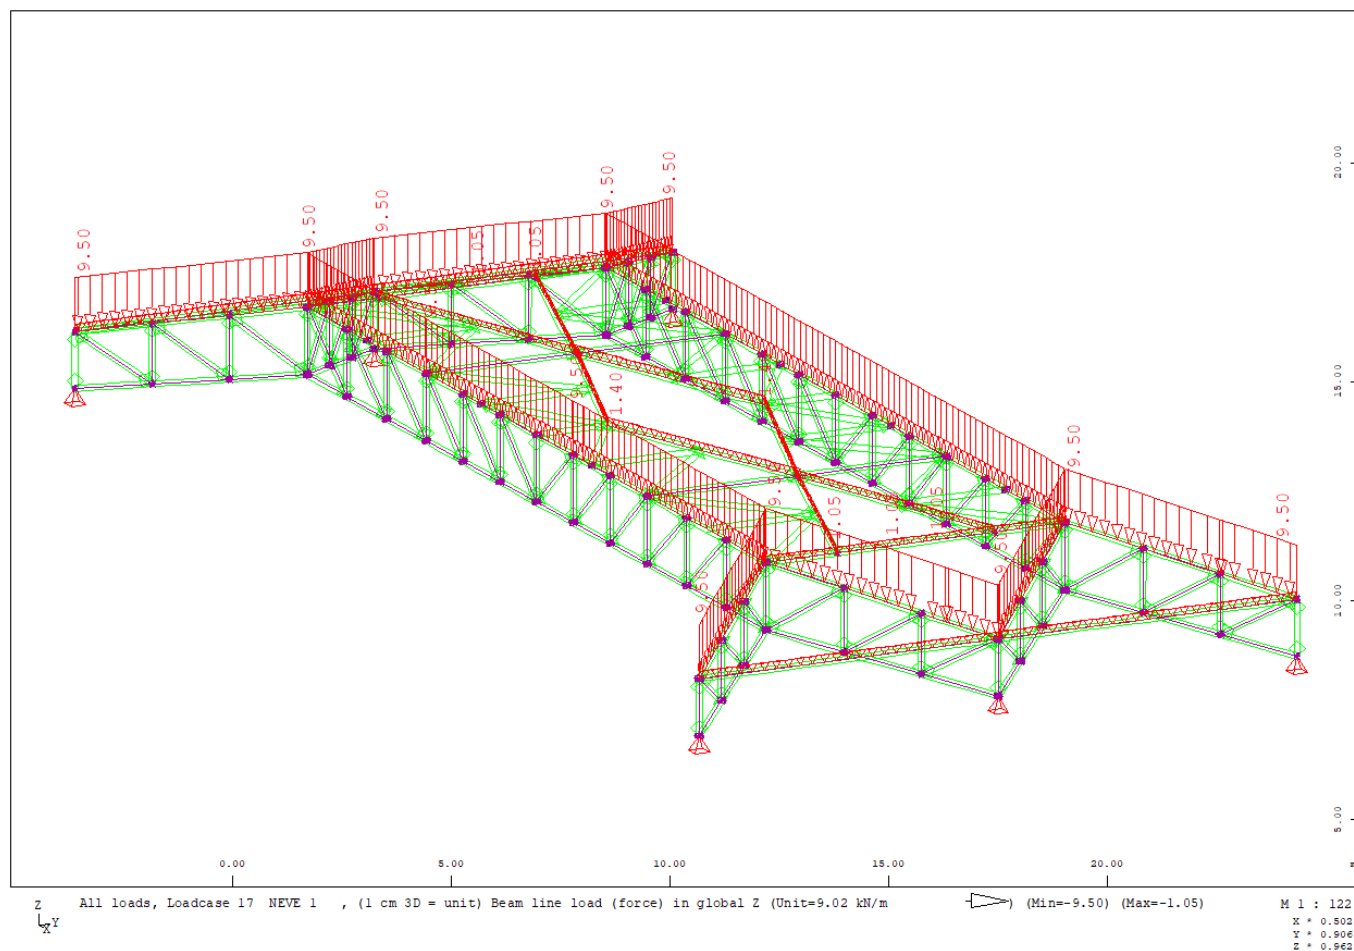 9.50
9.50
9.50
9.50
9.50
1.40
9.50
9.50
9.50
9.50
20.00
15.00
10.00
5.00
0.00 5.00 10.00 15.00 20.00
Z
Y
X
All loads, Loadcase 17 NEVE 1 , (1 cm 3D = unit) Beam line load (force) in global Z (Unit=9.02 kN/m ) (Min=-9.50) (Max=-1.05)
M 1 : 122
X * 0.502
Y * 0.906
Z * 0.962